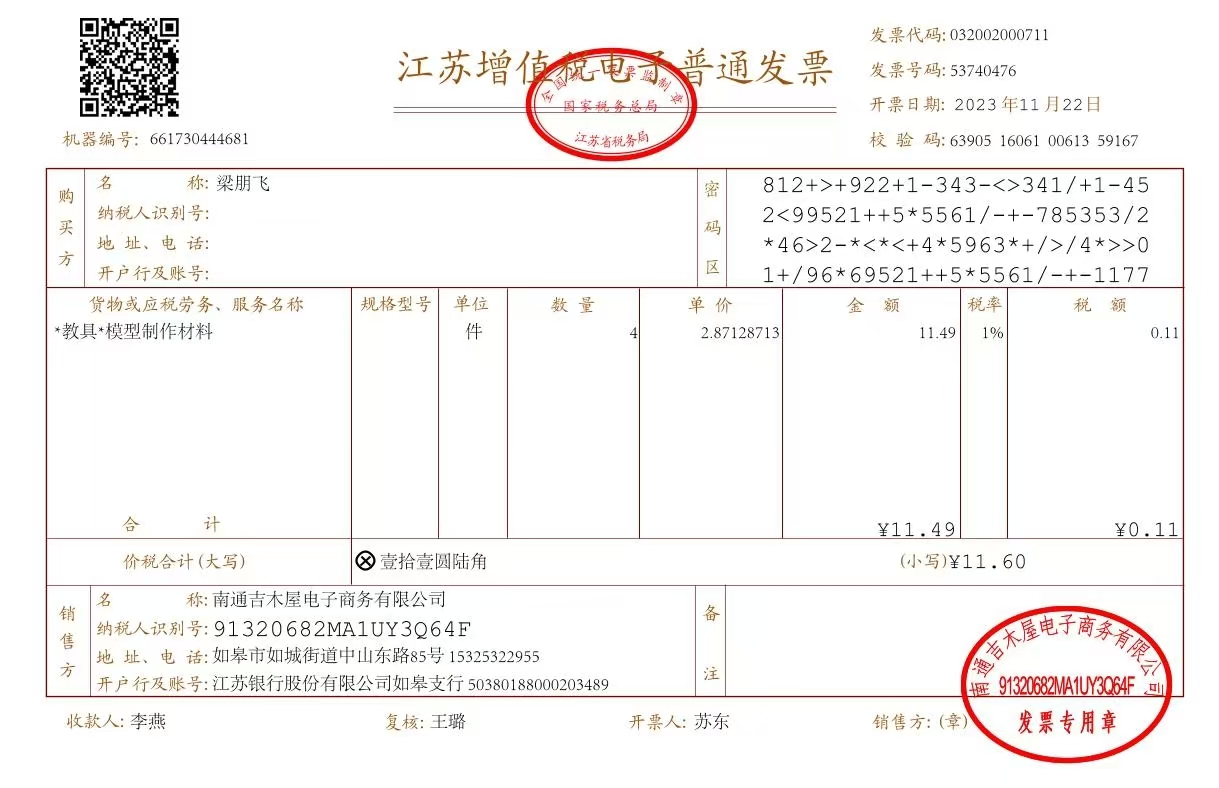 江苏增值税电子普通发票
全国统一发票监制章
国家税务总局
江苏省税务局
发票代码: 032002000711
发票号码: 53740476
开票日期: 2023 年11 月22日
校 验 码: 63905 16061 00613 59167
机器编号: 661730444681
购买方
名 称: 梁朋飞
纳税人识别号:
地 址、电 话:
开户行及账号:
密码区
812+>+922+1-343-<>341/+1-45
2<99521++5*5561/-+-785353/2
*46>2-*<*<+4*5963*+/>/4*>>0
1+/96*69521++5*5561/-+-1177
货物或应税劳务、服务名称 规格型号 单位 数 量 单 价 金 额 税率 税 额
*教具*模型制作材料 件 4 2.87128713 11.49 1% 0.11
合 计 ¥11.49 ¥0.11
价税合计(大写) ⊗壹拾壹圆陆角 (小写)¥11.60
销售方
名 称: 南通吉木屋电子商务有限公司
纳税人识别号: 91320682MA1UY3Q64F
地 址、电 话: 如皋市如城街道中山东路85号 15325322955
开户行及账号: 江苏银行股份有限公司如皋支行 50380188000203489
备注
南通吉木屋电子商务有限公司
91320682MA1UY3Q64F
发票专用章
收款人: 李燕 复核: 王璐 开票人: 苏东 销售方: (章)